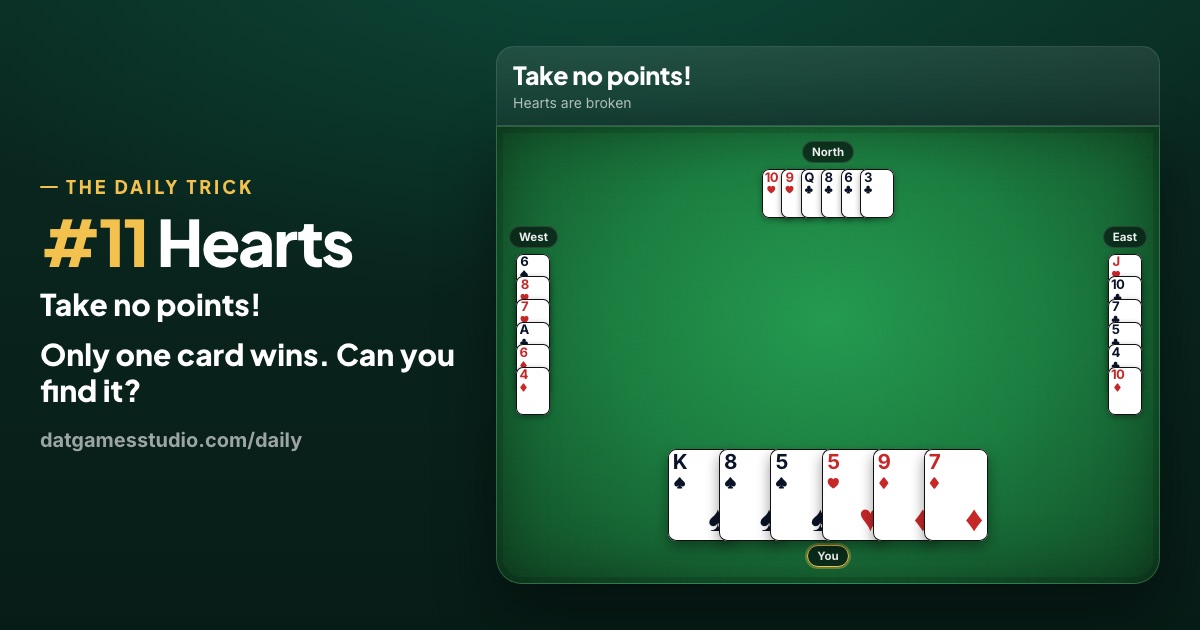 — THE DAILY TRICK
#11 Hearts
Take no points!
Only one card wins. Can you
find it?
datgamesstudio.com/daily
Take no points!
Hearts are broken
North
10♥ 9♥ Q♣ 8♣ 6♣ 3♣
West
6♠
8♥
7♥
A♣
6♦
4♦
East
J♥
10♣
7♣
5♣
4♣
10♦
K♠ 8♠ 5♠ 5♥ 9♦ 7♦
You